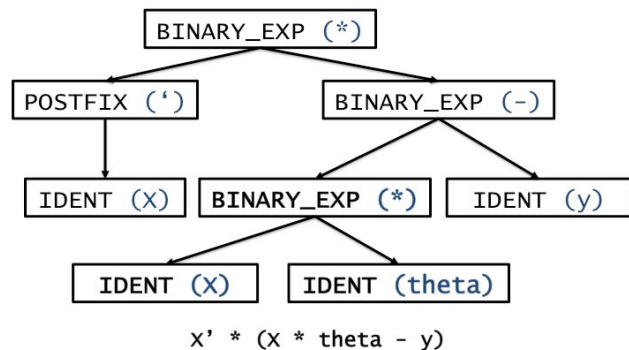 BINARY_EXP (*)
POSTFIX (‘) BINARY_EXP (-)
IDENT (X) BINARY_EXP (*) IDENT (y)
IDENT (X) IDENT (theta)
X’ * (X * theta - y)